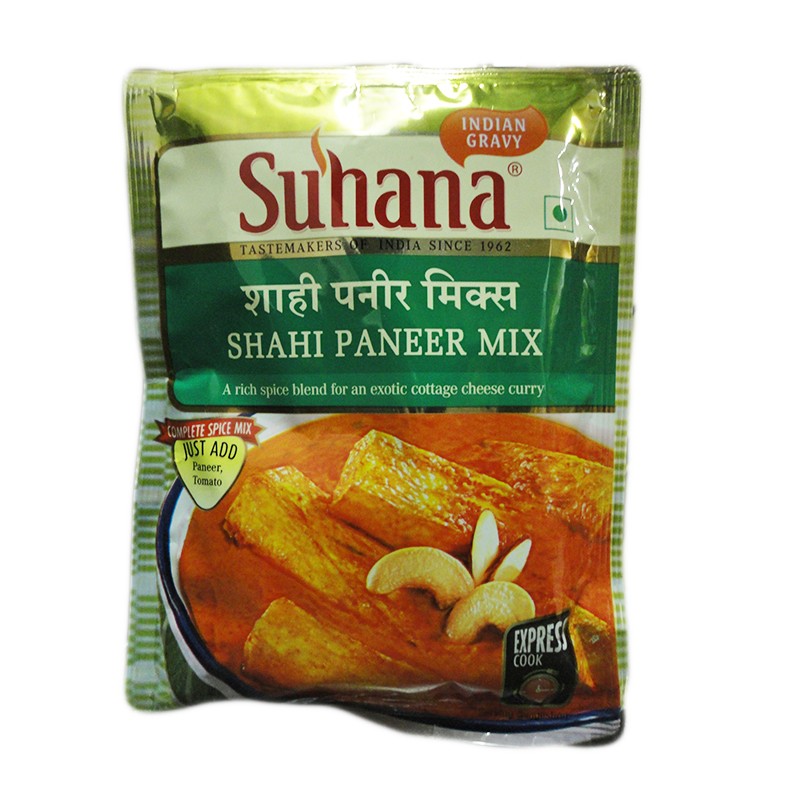 INDIAN
GRAVY
Suhana®
TASTEMAKERS OF INDIA SINCE 1962
शाही पनीर मिक्स
SHAHI PANEER MIX
A rich spice blend for an exotic cottage cheese curry
COMPLETE SPICE MIX
JUST ADD
Paneer,
Tomato
EXPRESS
COOK